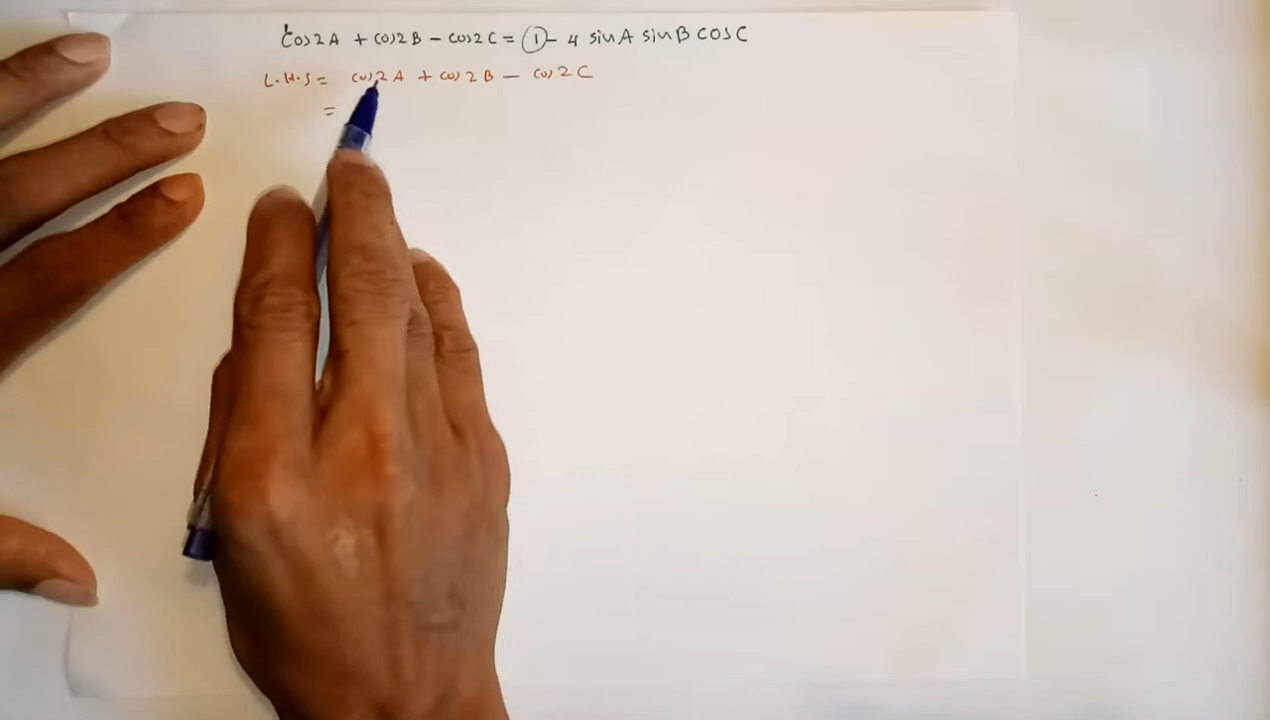 cos2A + cos2B - cos2C = 1 - 4 sinA sinB cosC
L.H.S = cos2A + cos2B - cos2C
=